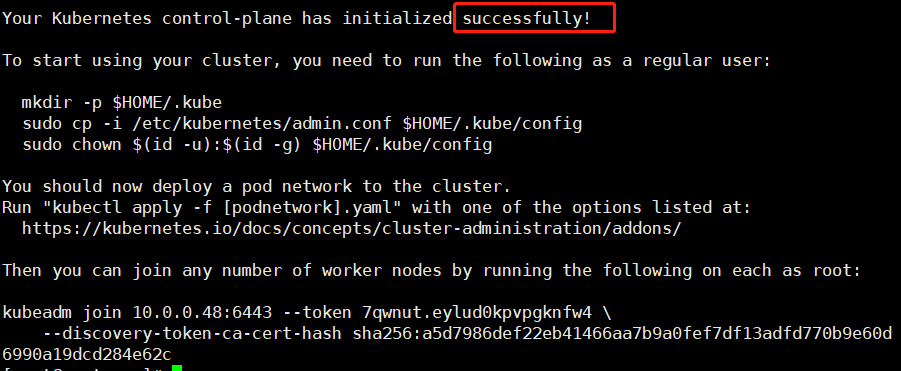 Your Kubernetes control-plane has initialized successfully!
To start using your cluster, you need to run the following as a regular user:
mkdir -p $HOME/.kube
sudo cp -i /etc/kubernetes/admin.conf $HOME/.kube/config
sudo chown $(id -u):$(id -g) $HOME/.kube/config
You should now deploy a pod network to the cluster.
Run "kubectl apply -f [podnetwork].yaml" with one of the options listed at:
https://kubernetes.io/docs/concepts/cluster-administration/addons/
Then you can join any number of worker nodes by running the following on each as root:
kubeadm join 10.0.0.48:6443 --token 7qwnut.eylud0kpvpgknfw4 \
--discovery-token-ca-cert-hash sha256:a5d7986def22eb41466aa7b9a0fef7df13adfd770b9e60d
6990a19dcd284e62c